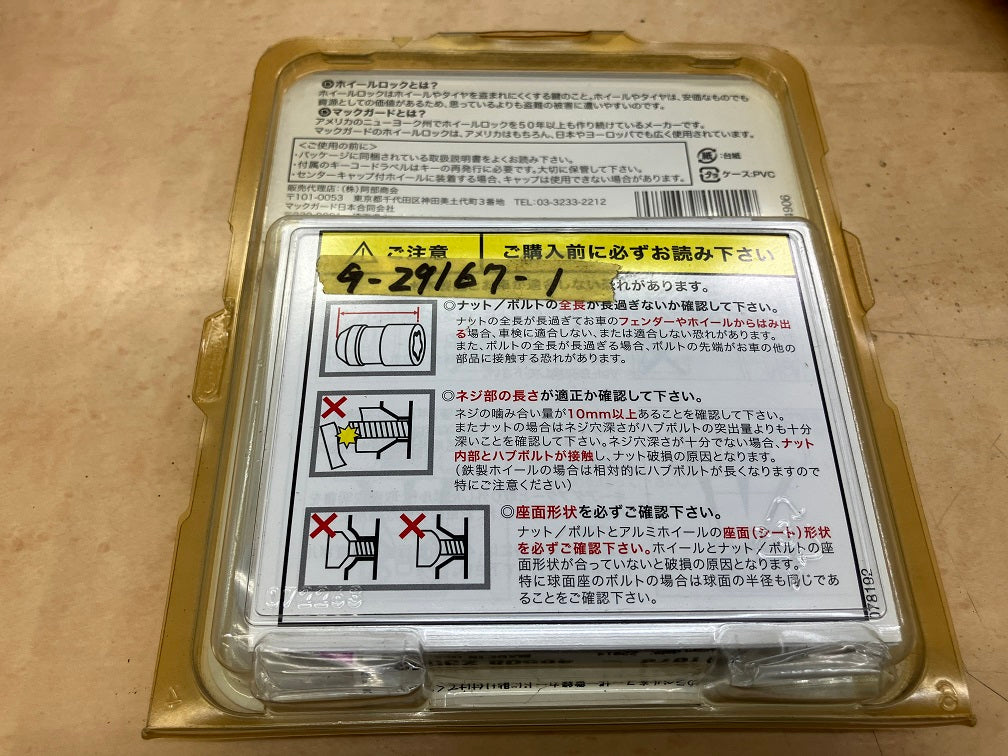 ホイールロックとは？
ホイールロックはホイールやタイヤを盗まれにくくする鍵のこと。ホイールやタイヤは、安価なものでも
資源としての価値があるため、思っているよりも盗難の被害に遭いやすいのです。
マックガードとは？
アメリカのニューヨーク州でホイールロックを50年以上も作り続けているメーカーです。
マックガードのホイールロックは、アメリカはもちろん、日本やヨーロッパでも広く使用されています。
＜ご使用の前に＞
・パッケージに同梱されている取扱説明書をよくお読み下さい。
・付属のキーコードラベルはキーの再発行に必要です。大切に保管して下さい。
・センターキャップ付ホイールに装着する場合、キャップは使用できない場合があります。
紙 ：台紙
プラ ケース：PVC
販売代理店：（株）阿部商会
〒101-0053 東京都千代田区神田美土代町3番地 TEL：03-3233-2212
マックガード日本合同会社
ご注意 ご購入前に必ずお読み下さい
G-29167-1
恐れがあります。
◎ナット／ボルトの全長が長過ぎないか確認して下さい。
ナットの全長が長過ぎてお車のフェンダーやホイールからはみ出
る場合、車検に適合しない、または適合しない恐れがあります。
また、ボルトの全長が長過ぎる場合、ボルトの先端がお車の他の
部品に接触する恐れがあります。
◎ネジ部の長さが適正か確認して下さい。
ネジの噛み合い量が10mm以上あることを確認して下さい。
またナットの場合はネジ穴深さがハブボルトの突出量よりも十分
深いことを確認して下さい。ネジ穴深さが十分でない場合、ナット
内部とハブボルトが接触し、ナット破損の原因となります。
（鉄製ホイールの場合は相対的にハブボルトが長くなりますので
特にご注意ください）
◎座面形状を必ずご確認下さい。
ナット／ボルトとアルミホイールの座面（シート）形状
を必ずご確認下さい。ホイールとナット／ボルトの座
面形状が合っていないと破損の原因となります。
特に球面座のボルトの場合は球面の半径も同じであ
ることをご確認下さい。
078192